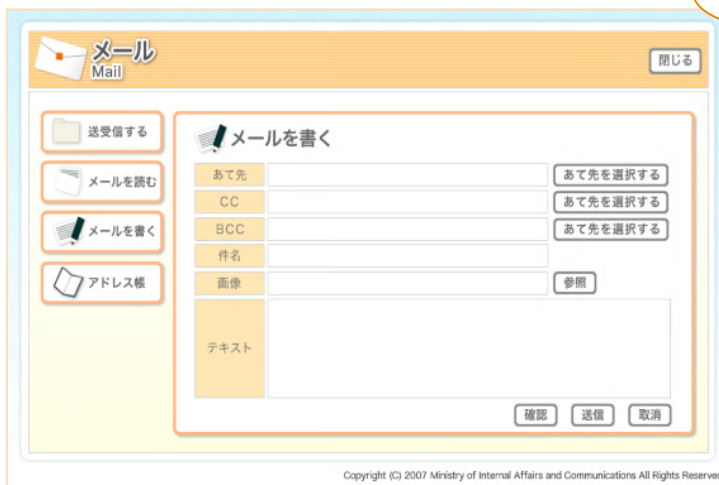 メール
Mail
閉じる
送受信する
メールを読む
メールを書く
アドレス帳
メールを書く
あて先
あて先を選択する
CC
あて先を選択する
BCC
あて先を選択する
件名
画像
参照
テキスト
確認
送信
取消
Copyright (C) 2007 Ministry of Internal Affairs and Communications All Rights Reserved